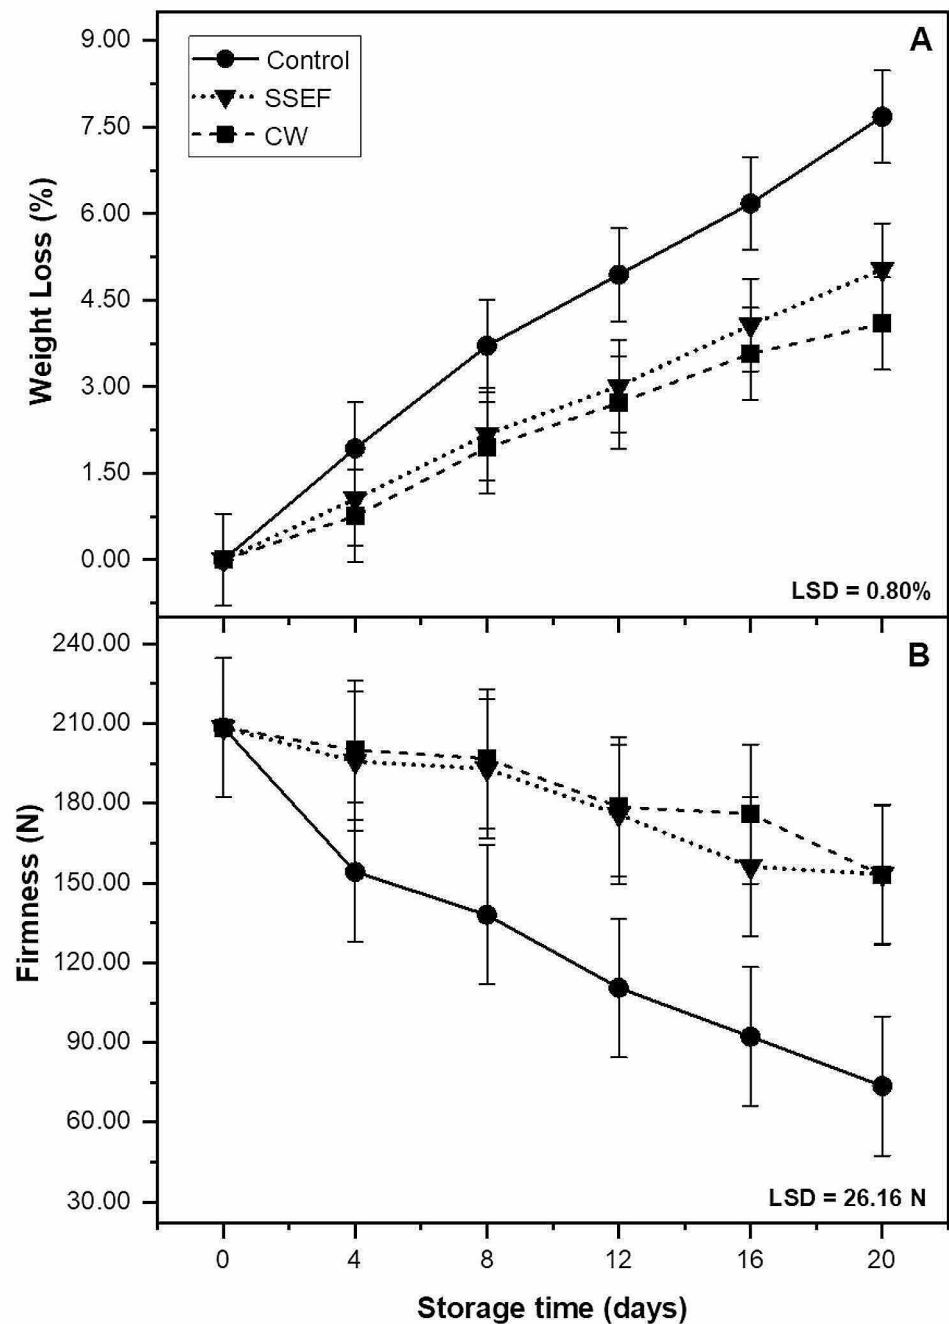 A
9.00
Control
SSEF
CW
7.50
6.00
4.50
3.00
1.50
0.00
Weight Loss (%)
LSD = 0.80%
B
240.00
210.00
180.00
150.00
120.00
90.00
60.00
30.00
Firmness (N)
LSD = 26.16 N
0 4 8 12 16 20
Storage time (days)